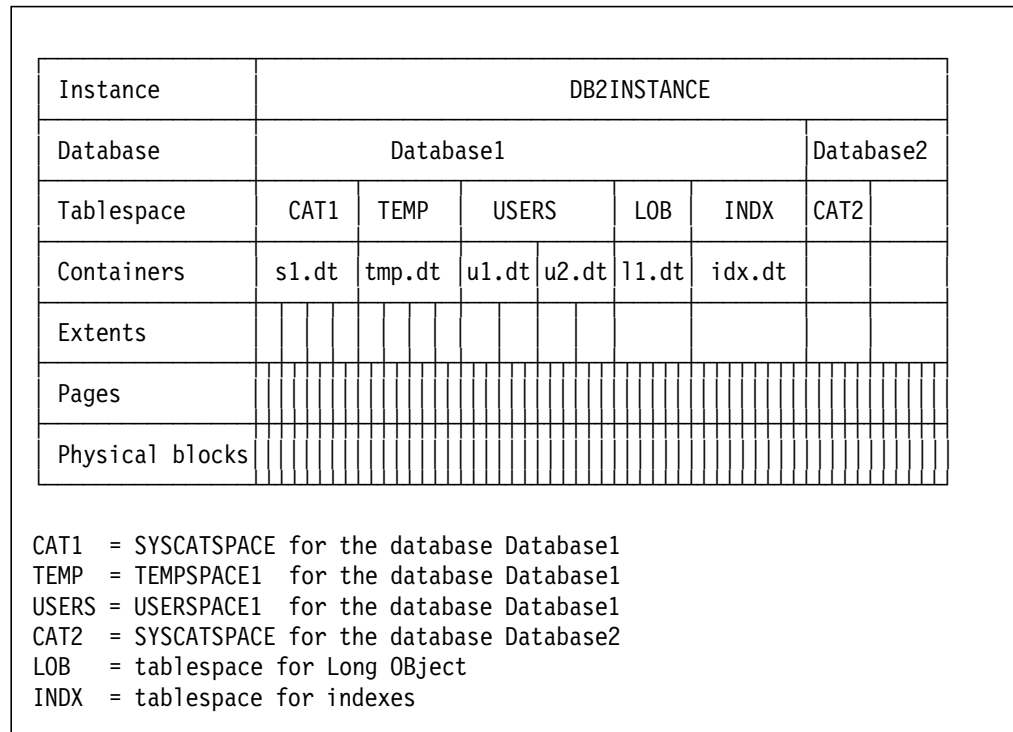 Instance DB2INSTANCE
Database Database1 Database2
Tablespace CAT1 TEMP USERS LOB INDX CAT2
Containers s1.dt tmp.dt u1.dt u2.dt l1.dt idx.dt
Extents
Pages
Physical blocks
CAT1 = SYSCATSPACE for the database Database1
TEMP = TEMPSPACE1 for the database Database1
USERS = USERSPACE1 for the database Database1
CAT2 = SYSCATSPACE for the database Database2
LOB = tablespace for Long OBject
INDX = tablespace for indexes